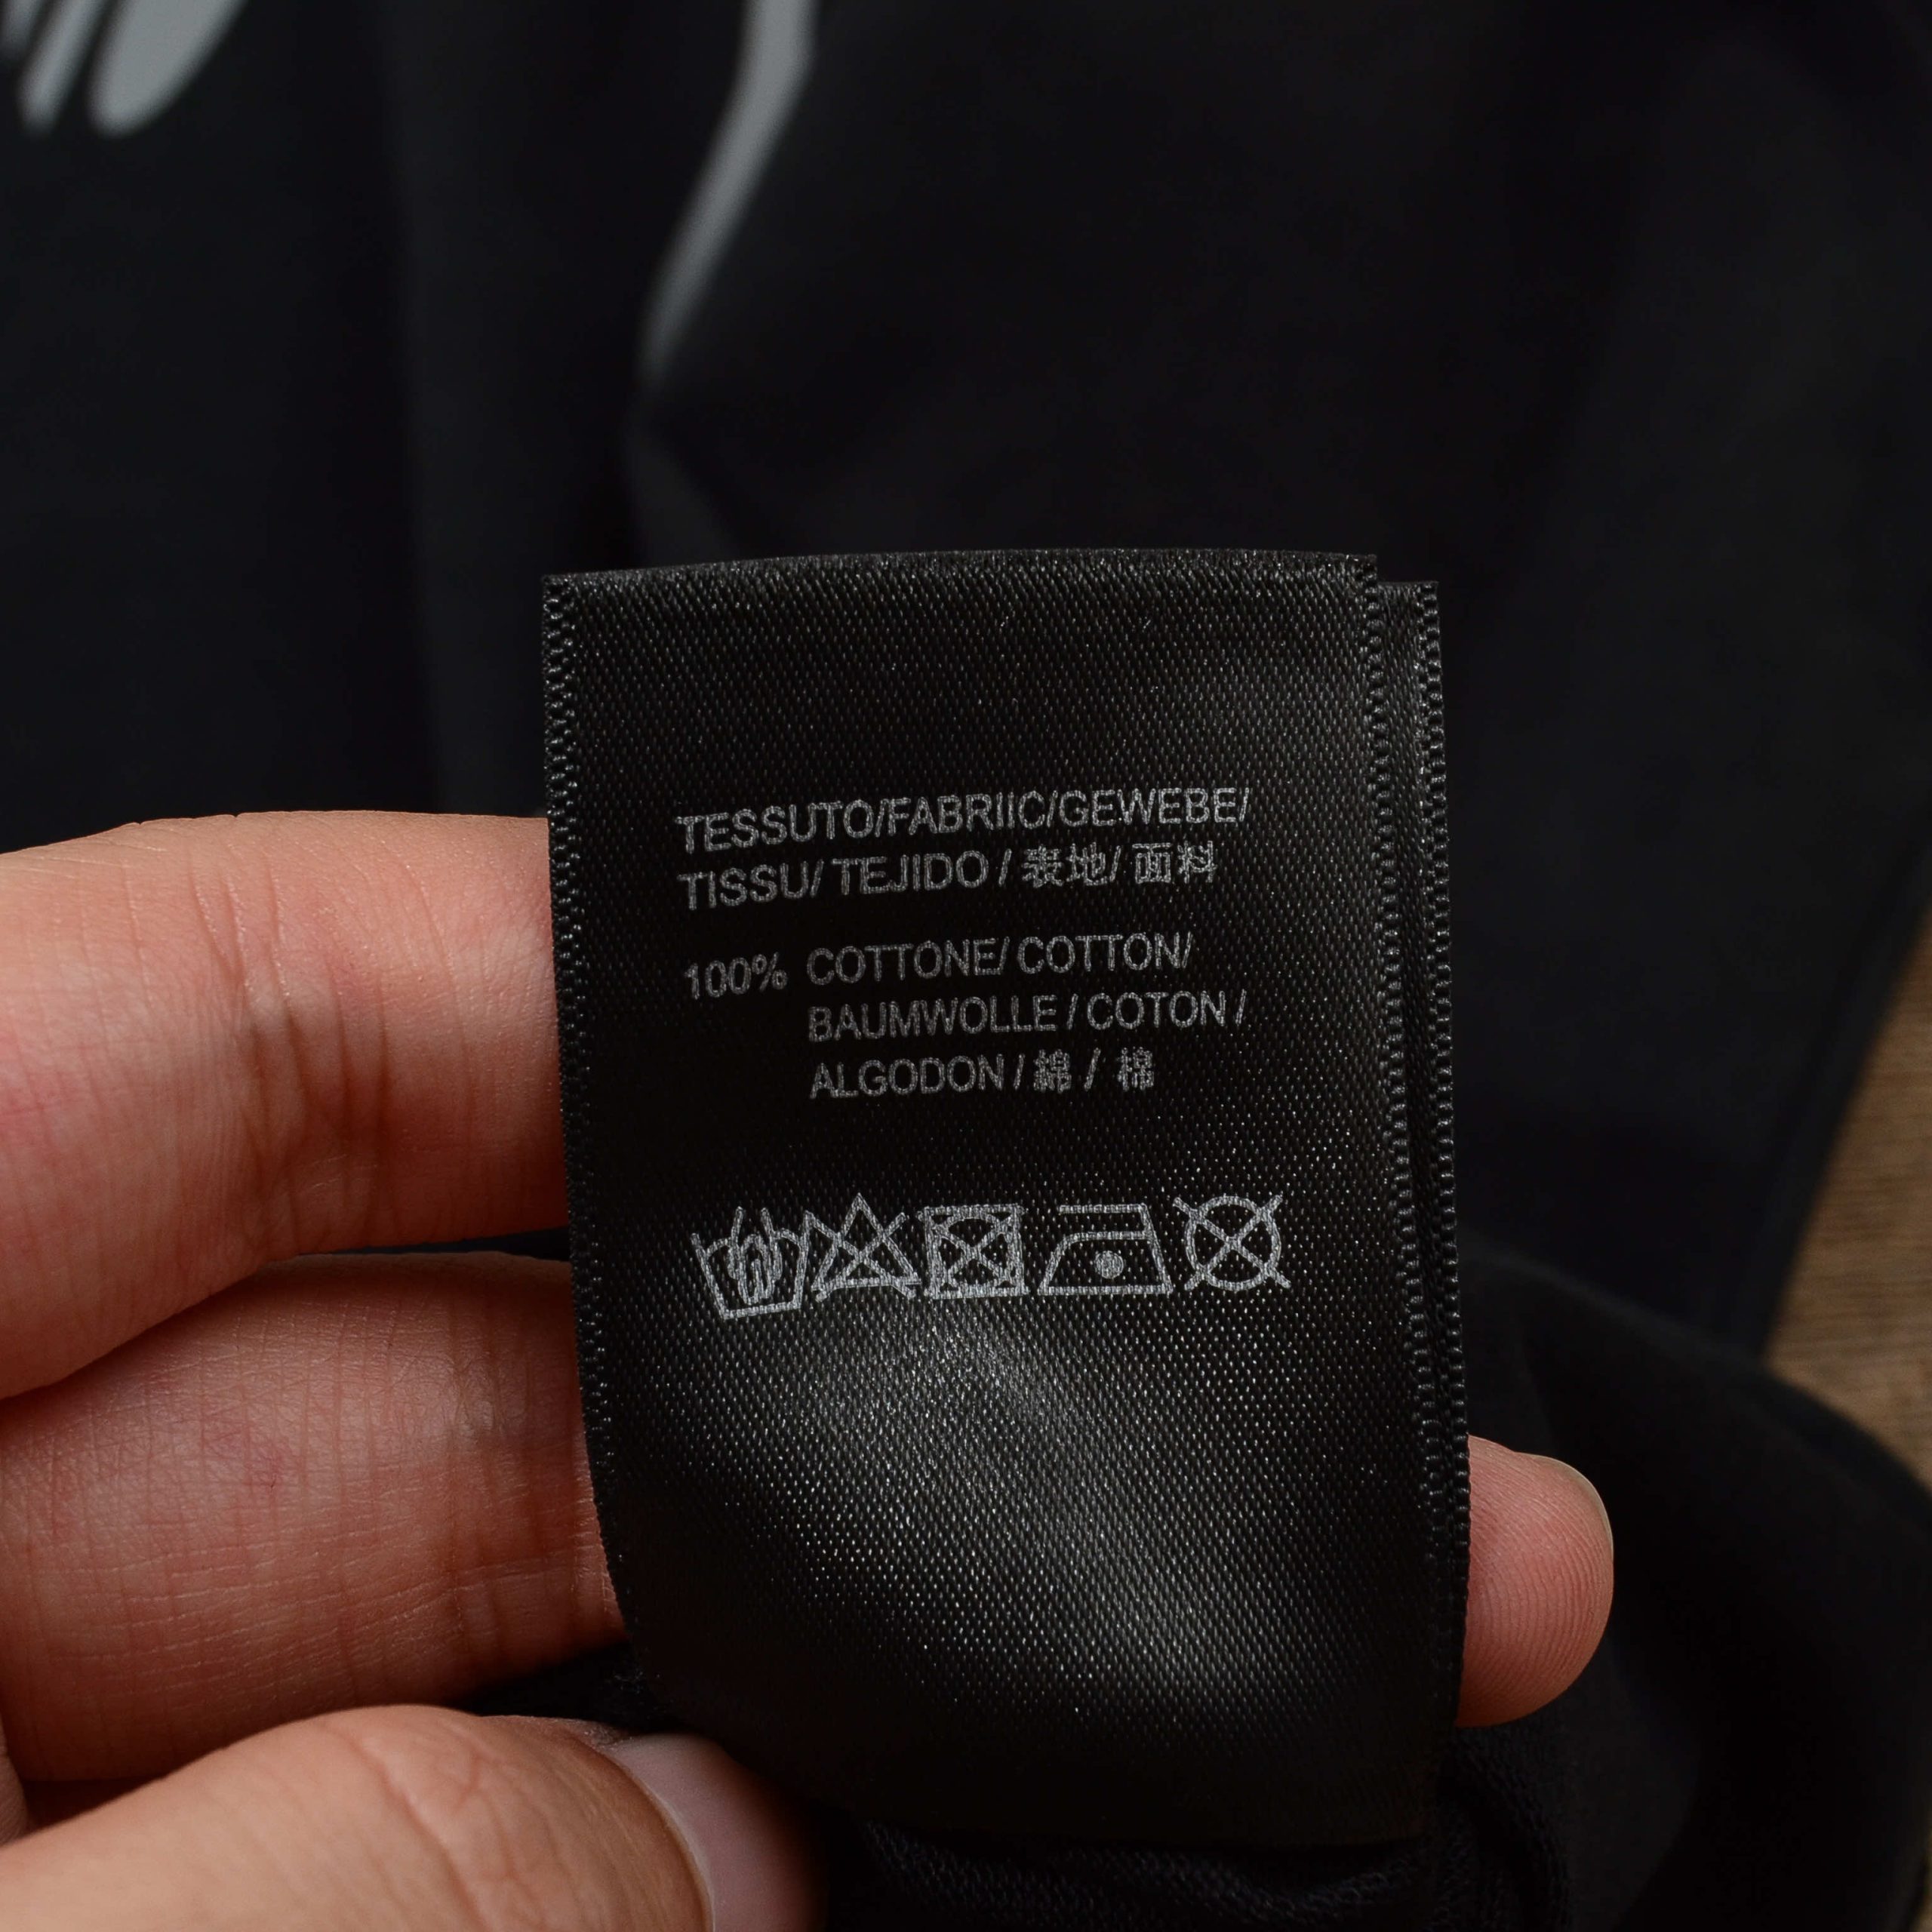 TESSUTO/FABRIIC/GEWEBE/
TISSU/ TEJIDO / 表地/ 面料
100% COTTONE/ COTTON/
BAUMWOLLE / COTON /
ALGODON / 綿 / 棉